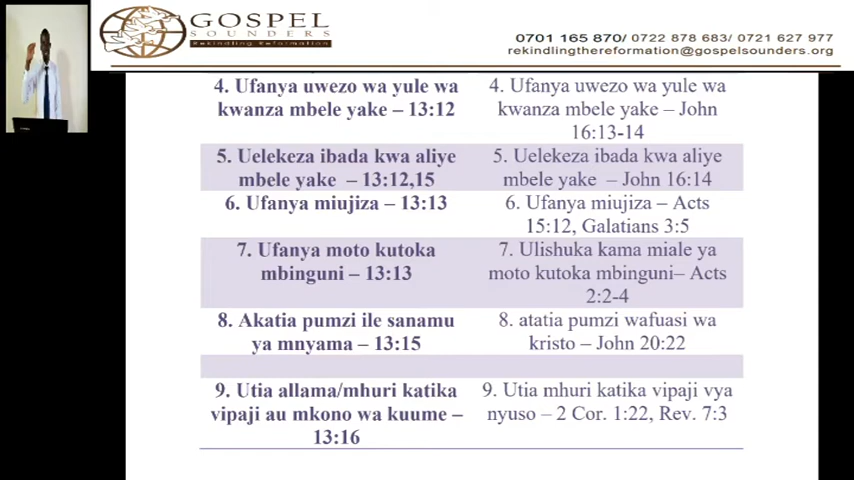 GOSPEL
SOUNDERS
Rekindling Reformation
0701 165 870/ 0722 878 683/ 0721 627 977
rekindlingthereformation@gospelsounders.org
4. Ufanya uwezo wa yule wa
kwanza mbele yake – 13:12
4. Ufanya uwezo wa yule wa
kwanza mbele yake – John
16:13-14
5. Uelekeza ibada kwa aliye
mbele yake – 13:12,15
5. Uelekeza ibada kwa aliye
mbele yake – John 16:14
6. Ufanya miujiza – 13:13
6. Ufanya miujiza – Acts
15:12, Galatians 3:5
7. Ufanya moto kutoka
mbinguni – 13:13
7. Ulishuka kama miale ya
moto kutoka mbinguni– Acts
2:2-4
8. Akatia pumzi ile sanamu
ya mnyama – 13:15
8. atatia pumzi wafuasi wa
kristo – John 20:22
9. Utia allama/mhuri katika
vipaji au mkono wa kuume –
13:16
9. Utia mhuri katika vipaji vya
nyuso – 2 Cor. 1:22, Rev. 7:3